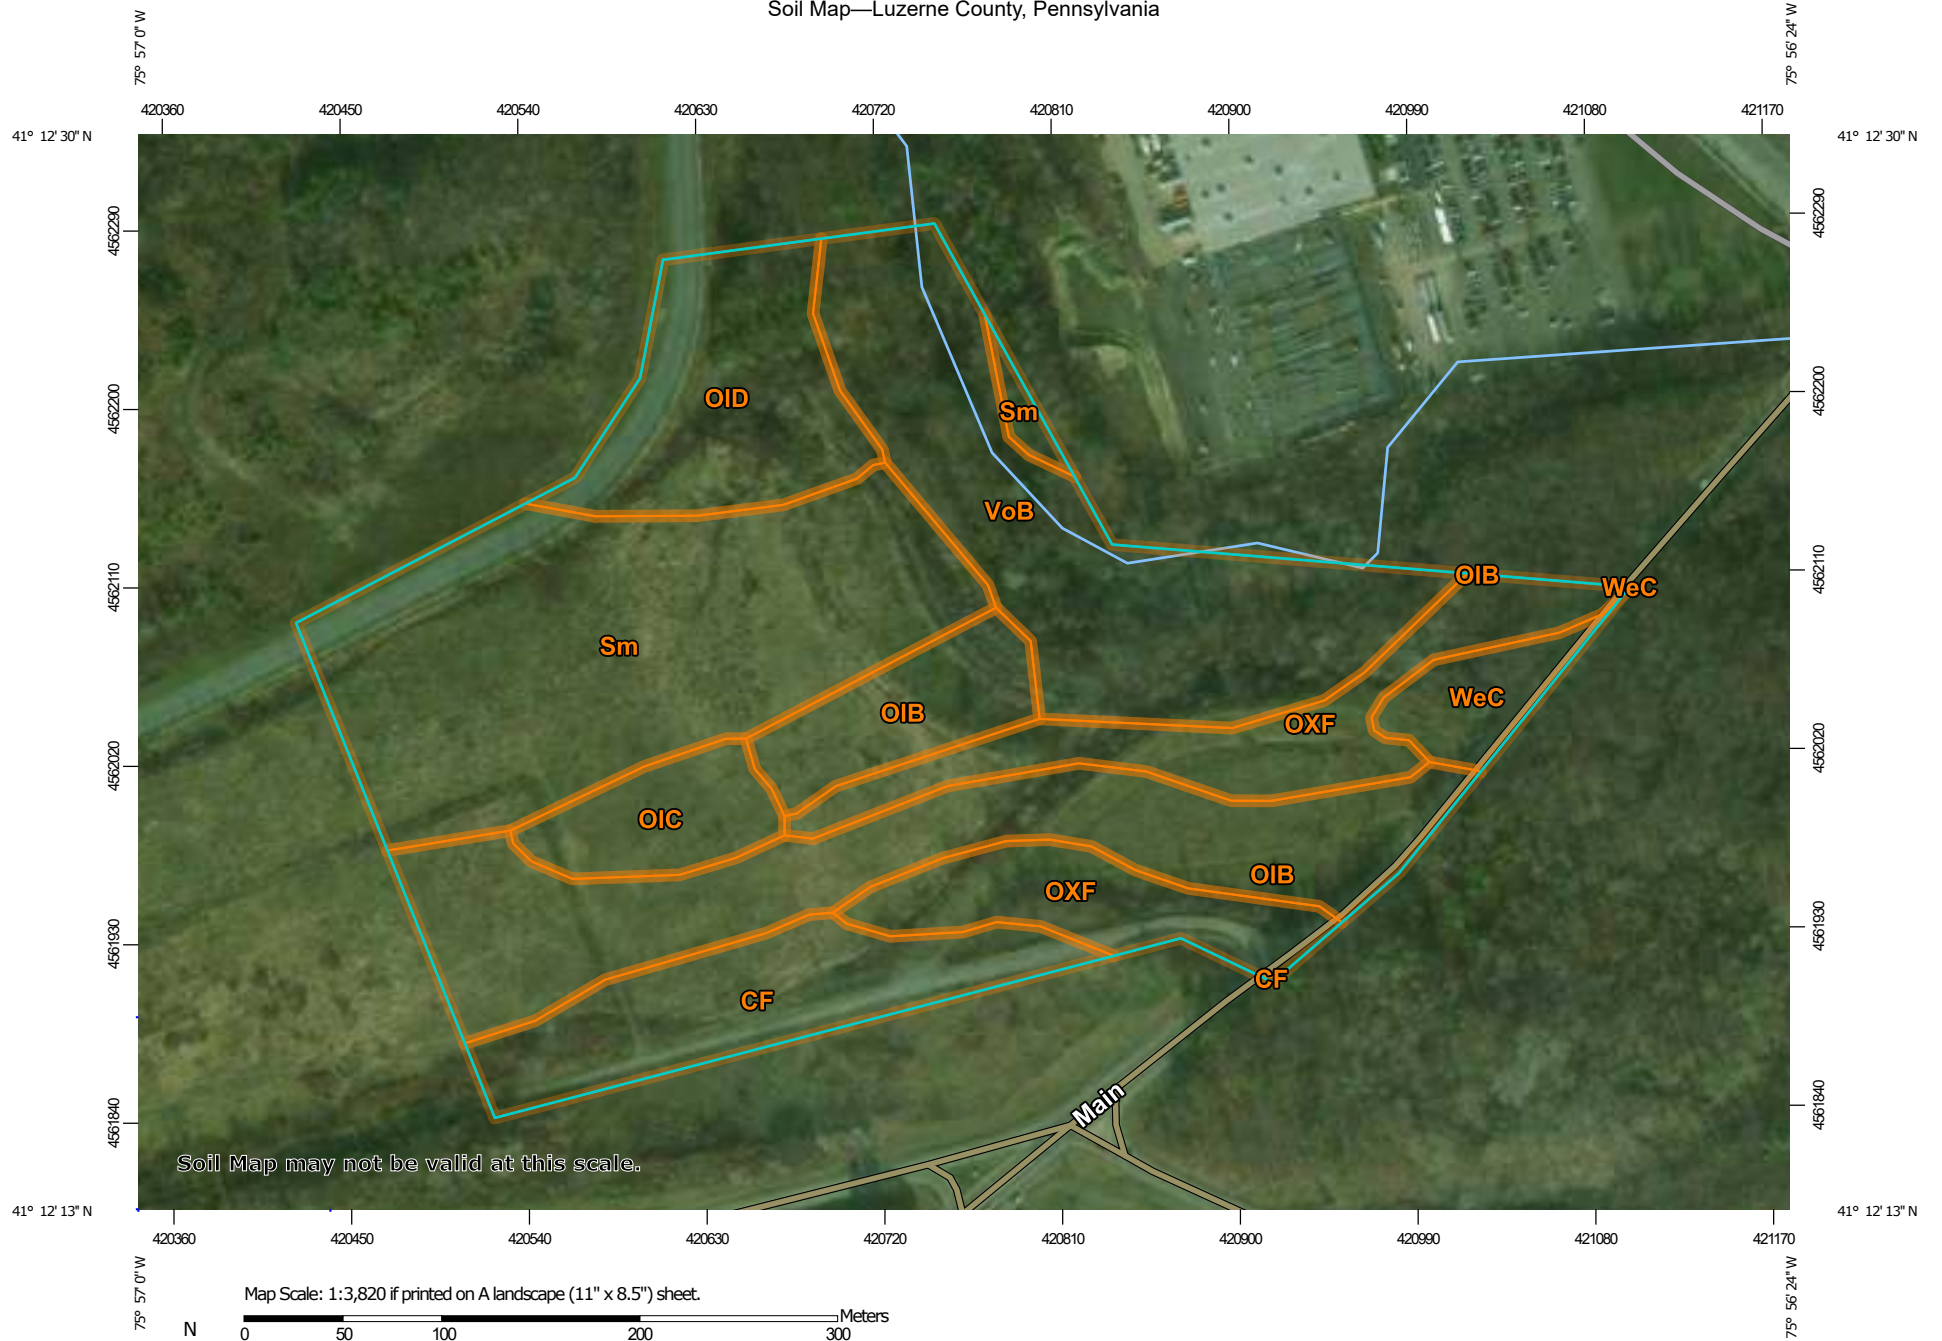 Soil Map—Luzerne County, Pennsylvania
75° 57' 0'' W
75° 56' 24'' W
420360 420450 420540 420630 420720 420810 420900 420990 421080 421170
41° 12' 30'' N
41° 12' 30'' N
4562290
4562290
OlD
4562200
4562200
Sm
VoB
4562110
4562110
OlB
WeC
Sm
WeC
OlB
OXF
4562020
4562020
OlC
OlB
OXF
4561930
4561930
CF
CF
4561840
4561840
Main
Soil Map may not be valid at this scale.
41° 12' 13'' N
41° 12' 13'' N
420360 420450 420540 420630 420720 420810 420900 420990 421080 421170
75° 57' 0'' W
75° 56' 24'' W
Map Scale: 1:3,820 if printed on A landscape (11" x 8.5") sheet.
Meters
N
0 50 100 200 300